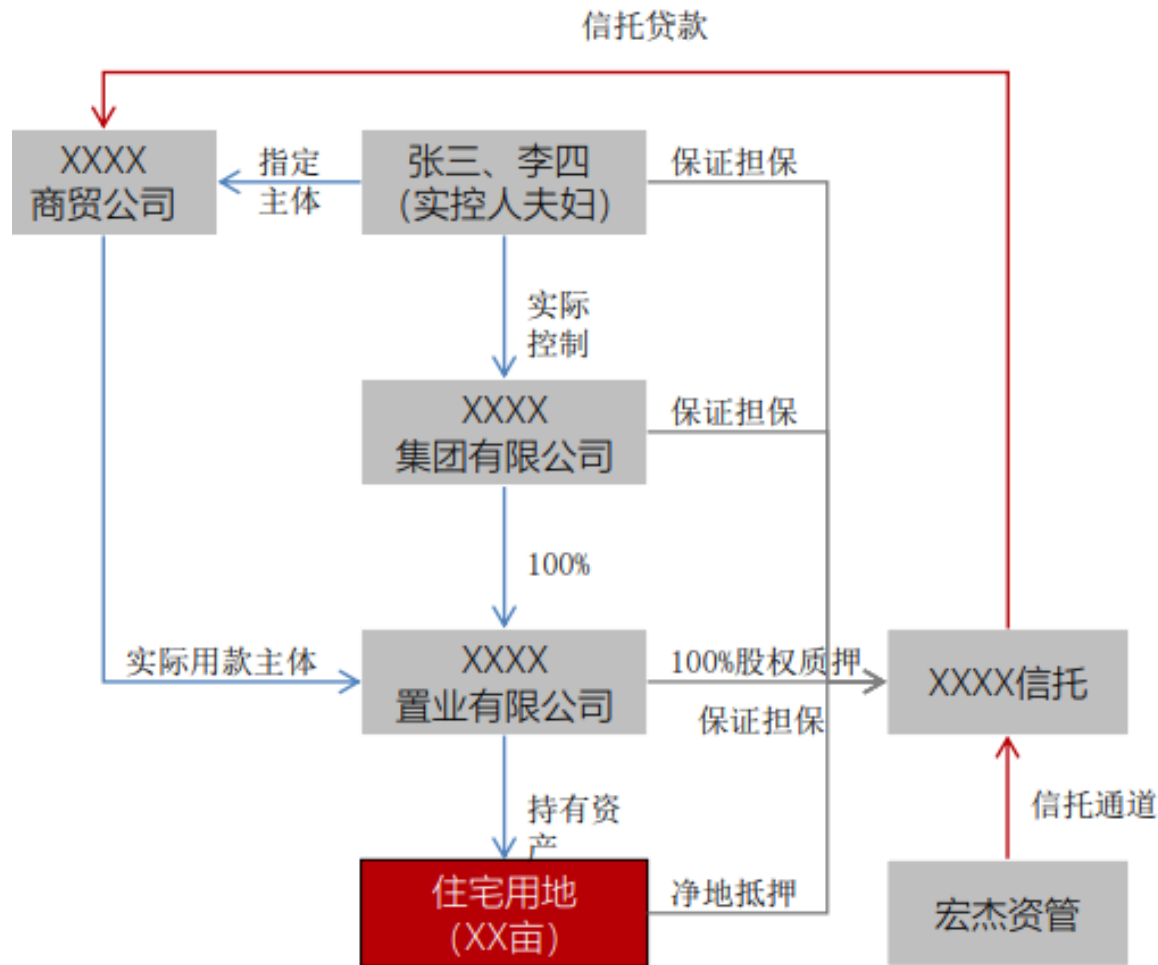 信托贷款
XXXX
商贸公司
指定
主体
张三、李四
（实控人夫妇）
保证担保
实际
控制
XXXX
集团有限公司
保证担保
100%
实际用款主体
XXXX
置业有限公司
100%股权质押
保证担保
XXXX信托
信托通道
持有资
产
住宅用地
（XX亩）
净地抵押
宏杰资管